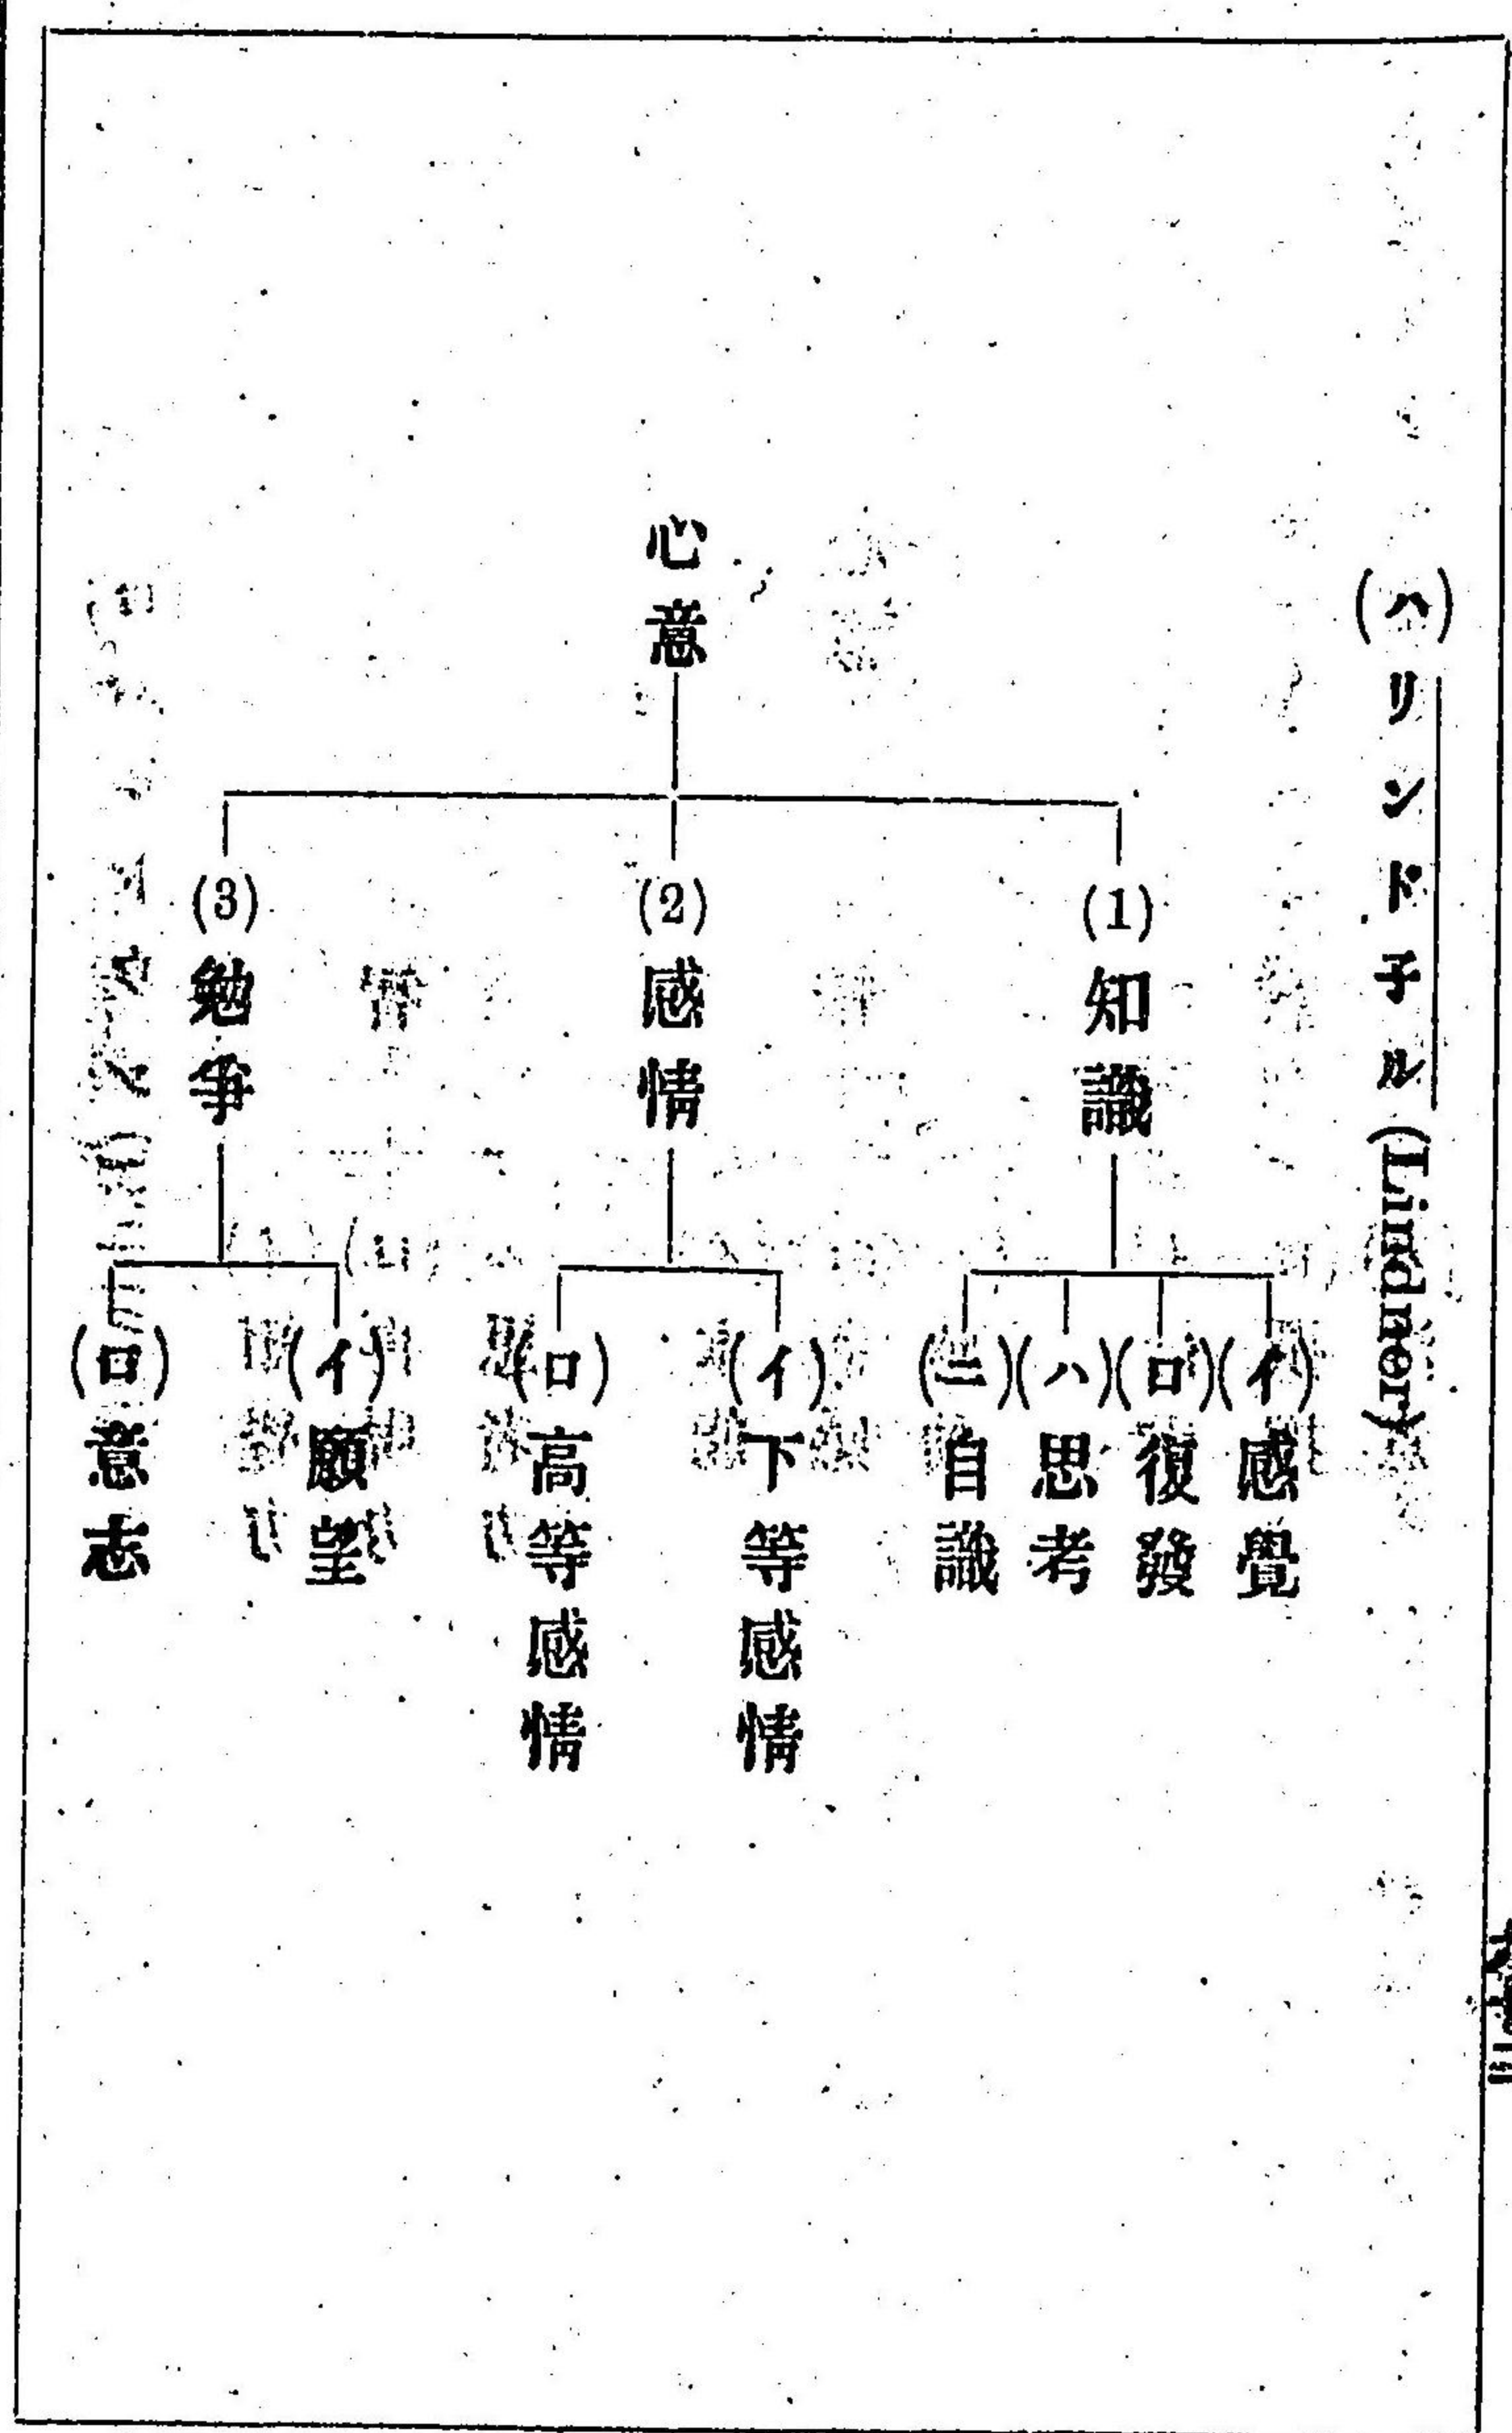 (ハ)リンド子ル(Lindner)
心意
(1)知識
(イ)感覺
(ロ)復發
(ハ)思考
(ニ)自識
(2)感情
(イ)下等感情
(ロ)高等感情
(3)勉爭
(イ)願望
(ロ)意志